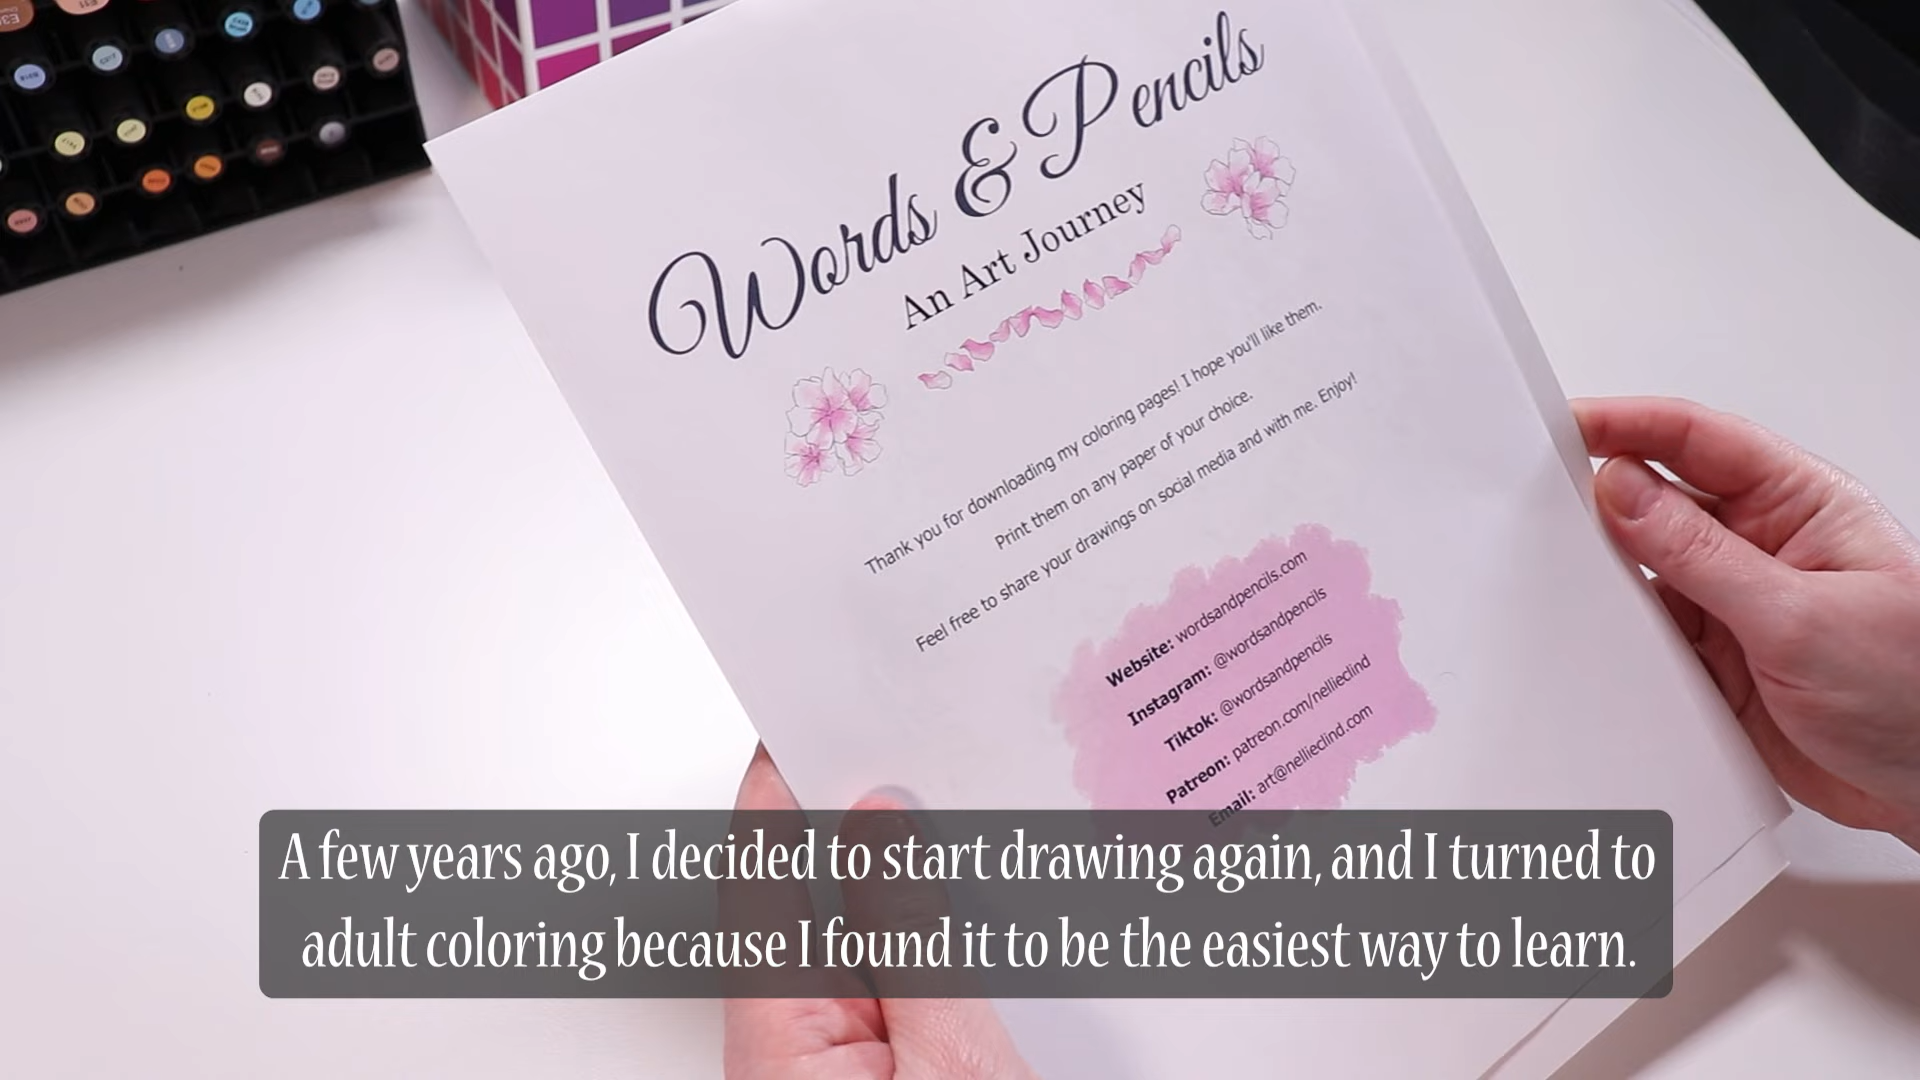 Words & Pencils
An Art Journey
Thank you for downloading my coloring pages! I hope you'll like them.
Print them on any paper of your choice.
Feel free to share your drawings on social media and with me. Enjoy!
Website: wordsandpencils.com
Instagram: @wordsandpencils
Tiktok: @wordsandpencils
Patreon: patreon.com/nellieclind
Email: art@nellieclind.com
A few years ago, I decided to start drawing again, and I turned to
adult coloring because I found it to be the easiest way to learn.